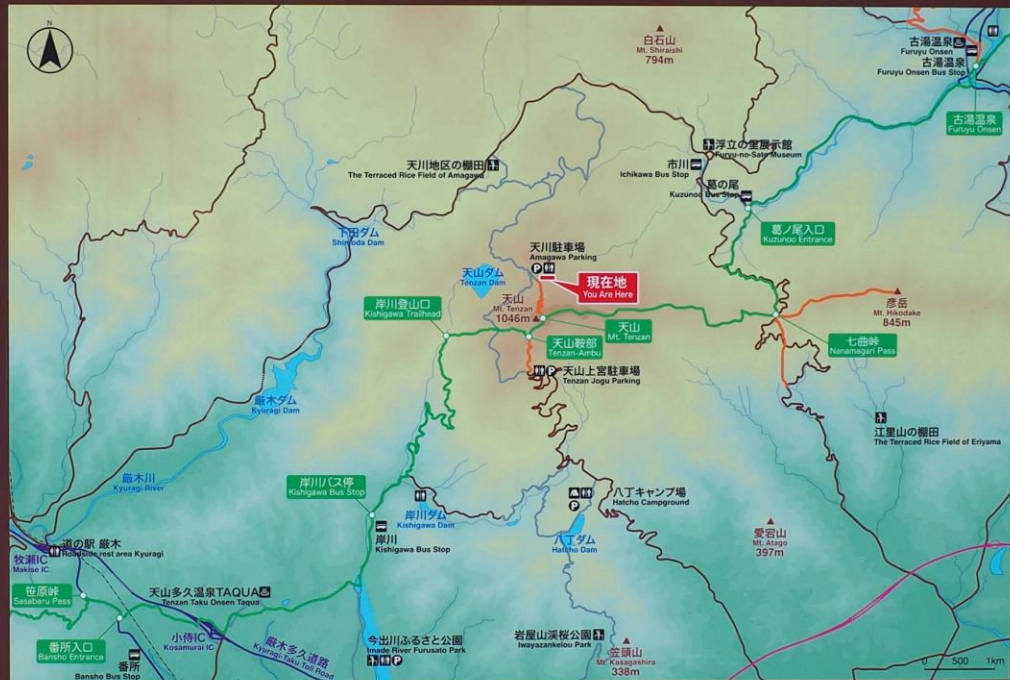 N
白石山
Mt. Shiraishi
794m
古湯温泉
Furuyu Onsen
古湯温泉
Furuyu Onsen Bus Stop
古湯温泉
Furuyu Onsen
天川地区の棚田
The Terraced Rice Field of Amagawa
浮立の里展示館
Furyu-no-Sato Museum
市川
Ichikawa Bus Stop
葛の尾
Kuzunoo Bus Stop
葛ノ尾入口
Kuzunoo Entrance
下田ダム
Shimoda Dam
天川駐車場
Amagawa Parking
P
現在地
You Are Here
天山ダム
Tenzan Dam
天山
Mt. Tenzan
1046m
岸川登山口
Kishigawa Trailhead
天山
Mt. Tenzan
天山鞍部
Tenzan-Ambu
彦岳
Mt. Hikodake
845m
七曲峠
Nanamagari Pass
P
天山上宮駐車場
Tenzan Jogu Parking
厳木ダム
Kyuragi Dam
江里山の棚田
The Terraced Rice Field of Eriyama
厳木川
Kyuragi River
岸川バス停
Kishigawa Bus Stop
岸川ダム
Kishigawa Dam
岸川
Kishigawa Bus Stop
八丁キャンプ場
Hatcho Campground
P
八丁ダム
Hatcho Dam
愛宕山
Mt. Atago
397m
道の駅 厳木
Roadside rest area Kyuragi
牧瀬IC
Makise IC
笹原峠
Sasabaru Pass
天山多久温泉TAQUA
Tenzan Taku Onsen Taqua
番所入口
Bansho Entrance
小侍IC
Kosamurai IC
厳木多久道路
Kyuragi-Taku Toll Road
番所
Bansho Bus Stop
今出川ふるさと公園
Imade River Furusato Park
P
岩屋山渓桜公園
Iwayazankeiou Park
笠頭山
Mt. Kasagashira
338m
0 500 1km